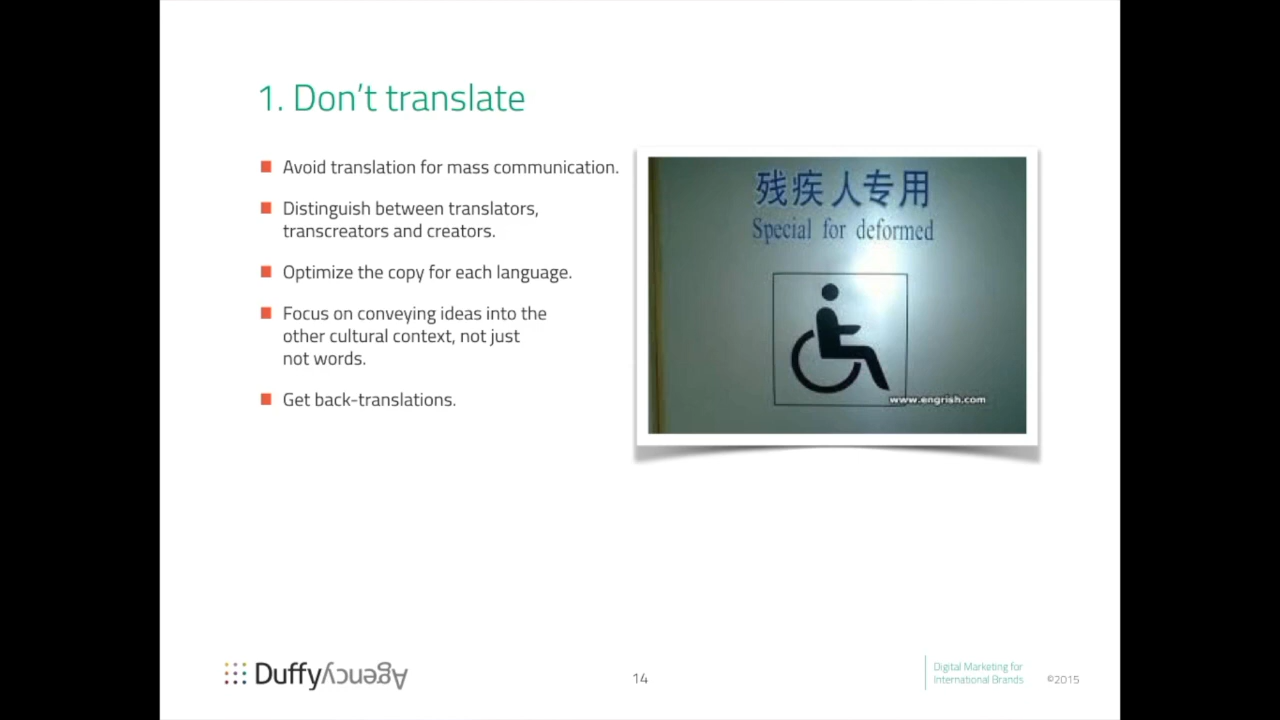 1. Don't translate
Avoid translation for mass communication.
Distinguish between translators,
transcreators and creators.
Optimize the copy for each language.
Focus on conveying ideas into the
other cultural context, not just
not words.
Get back-translations.
残疾人专用
Special for deformed
www.engrish.com
Duffy Agency
14
Digital Marketing for
International Brands
©2015